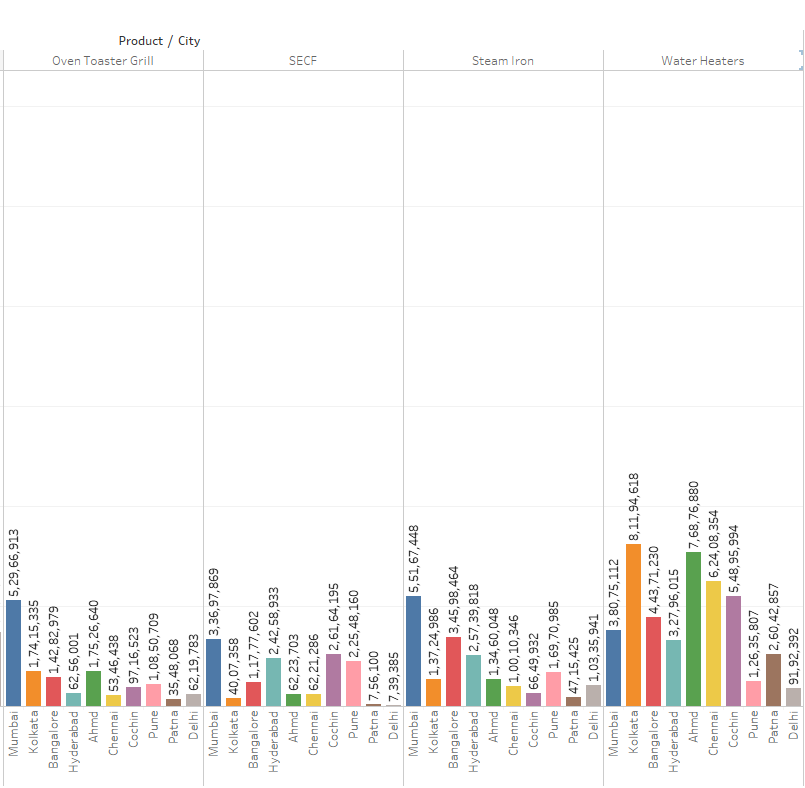 Product / City
Oven Toaster Grill
SECF
Steam Iron
Water Heaters
5,29,66,913
1,74,15,335
1,42,82,979
62,56,001
1,75,26,640
53,46,438
97,16,523
1,08,50,709
35,48,068
62,19,783
3,36,97,869
40,07,358
1,17,77,602
2,42,58,933
62,23,703
62,21,286
2,61,64,195
2,25,48,160
7,56,100
7,39,385
5,51,67,448
1,37,24,986
3,45,98,464
2,57,39,818
1,34,60,048
1,00,10,346
66,49,932
1,69,70,985
47,15,425
1,03,35,941
3,80,75,112
8,11,94,618
4,43,71,230
3,27,96,015
7,68,76,880
6,24,08,354
5,48,95,994
1,26,35,807
2,60,42,857
91,92,392
Mumbai
Kolkata
Bangalore
Hyderabad
Ahmd
Chennai
Cochin
Pune
Patna
Delhi
Mumbai
Kolkata
Bangalore
Hyderabad
Ahmd
Chennai
Cochin
Pune
Patna
Delhi
Mumbai
Kolkata
Bangalore
Hyderabad
Ahmd
Chennai
Cochin
Pune
Patna
Delhi
Mumbai
Kolkata
Bangalore
Hyderabad
Ahmd
Chennai
Cochin
Pune
Patna
Delhi